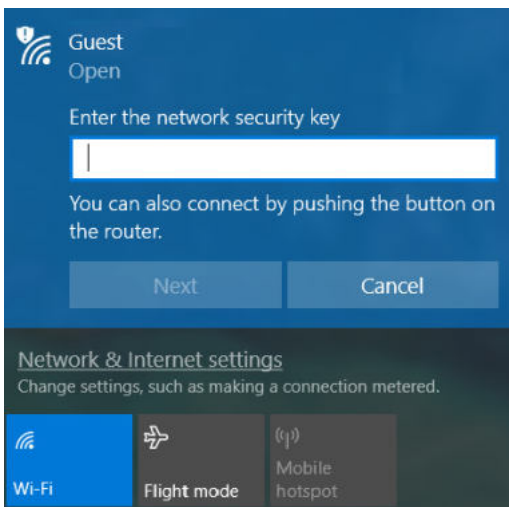 Guest
Open
Enter the network security key
You can also connect by pushing the button on
the router.
Next
Cancel
Network & Internet settings
Change settings, such as making a connection metered.
Wi-Fi
Flight mode
Mobile
hotspot